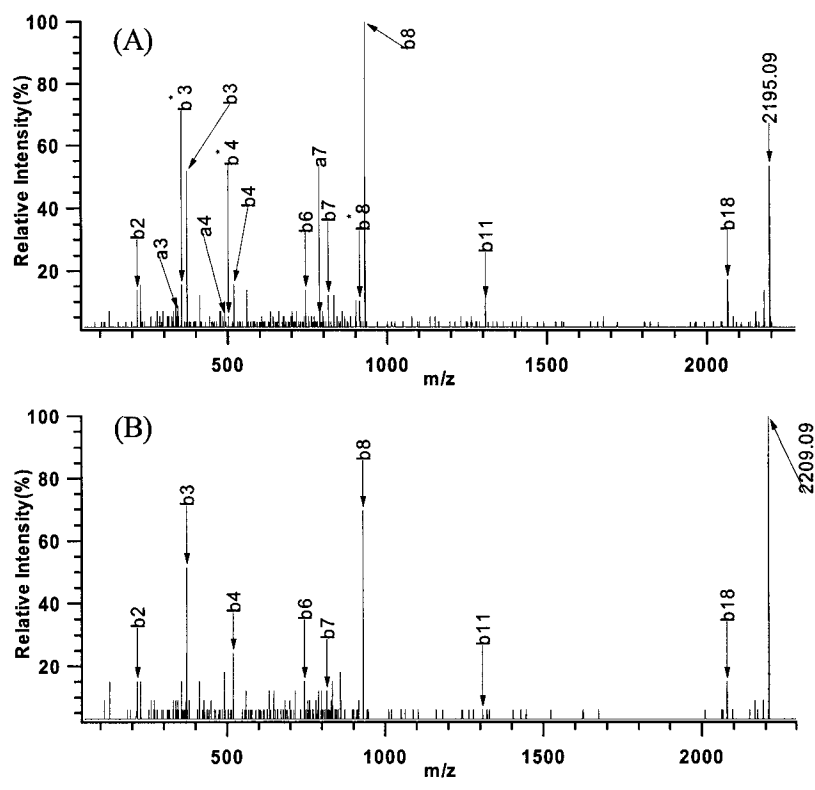 (A)
Relative Intensity(%)
100
80
60
40
20
b2
a3
* b 3
b3
a4
* b 4
b4
b6
a7
b7
* b 8
b8
b11
b18
2195.09
500
1000
1500
2000
m/z
(B)
Relative Intensity(%)
100
80
60
40
20
b2
b3
b4
b6
b7
b8
b11
b18
2209.09
500
1000
1500
2000
m/z